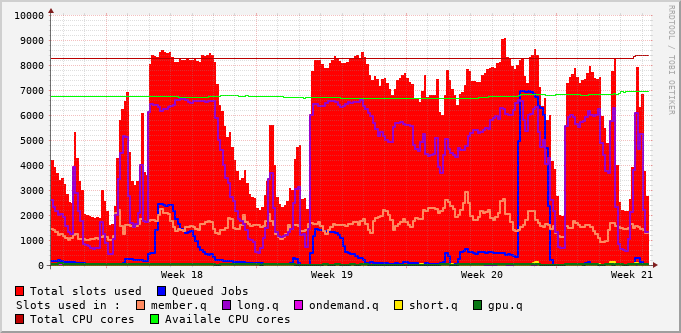 10000
9000
8000
7000
6000
5000
4000
3000
2000
1000
0
Week 18 Week 19 Week 20 Week 21
RRDTOOL / TOBI OETIKER
Total slots used Queued Jobs
Slots used in : member.q long.q ondemand.q short.q gpu.q
Total CPU cores Availale CPU cores